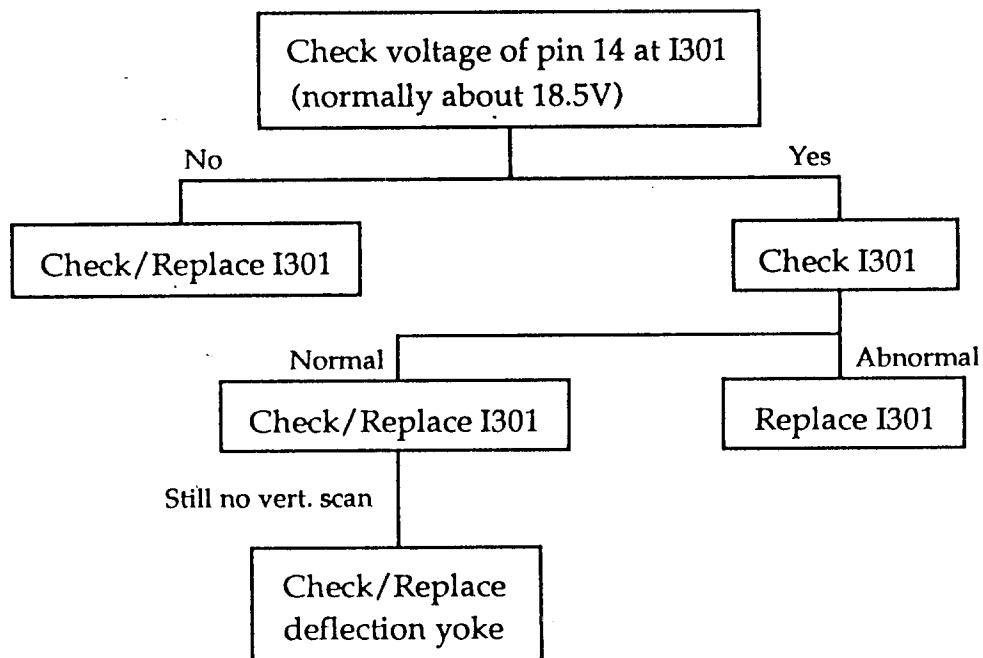 Check voltage of pin 14 at I301
(normally about 18.5V)
No
Yes
Check/Replace I301
Check I301
Normal
Abnormal
Check/Replace I301
Replace I301
Still no vert. scan
Check/Replace
deflection yoke